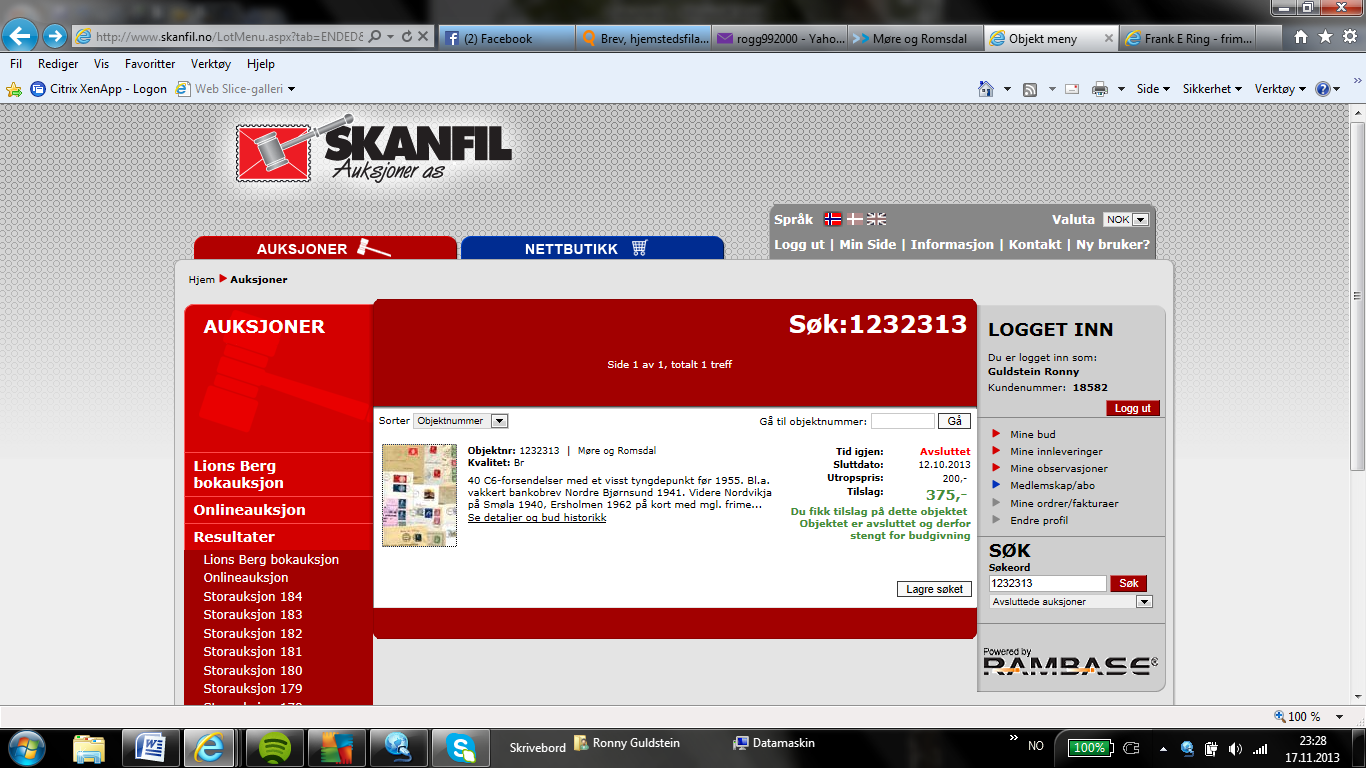 http://www.skanfil.no/LotMenu.aspx?tab=ENDED&
(2) Facebook
Brev, hjemstedsfila...
rogg992000 - Yaho...
Møre og Romsdal
Objekt meny
Frank E Ring - frim...
Fil Rediger Vis Favoritter Verktøy Hjelp
Citrix XenApp - Logon Web Slice-galleri
Side Sikkerhet Verktøy
SKANFIL
Auksjoner as
Språk Valuta NOK
Logg ut | Min Side | Informasjon | Kontakt | Ny bruker?
AUKSJONER NETTBUTIKK
Hjem Auksjoner
AUKSJONER
Lions Berg
bokauksjon
Onlineauksjon
Resultater
Lions Berg bokauksjon
Onlineauksjon
Storauksjon 184
Storauksjon 183
Storauksjon 182
Storauksjon 181
Storauksjon 180
Storauksjon 179
Søk:1232313
Side 1 av 1, totalt 1 treff
Sorter Objektnummer
Gå til objektnummer: Gå
Objektnr: 1232313 | Møre og Romsdal
Kvalitet: Br
40 C6-forsendelser med et visst tyngdepunkt før 1955. Bl.a.
vakkert bankobrev Nordre Bjørnsund 1941. Videre Nordvikja
på Smøla 1940, Ersholmen 1962 på kort med mgl. frime...
Se detaljer og bud historikk
Tid igjen: Avsluttet
Sluttdato: 12.10.2013
Utropspris: 200,-
Tilslag: 375,-
Du fikk tilslag på dette objektet
Objektet er avsluttet og derfor
stengt for budgivning
Lagre søket
LOGGET INN
Du er logget inn som:
Guldstein Ronny
Kundenummer: 18582
Logg ut
Mine bud
Mine innleveringer
Mine observasjoner
Medlemskap/abo
Mine ordrer/fakturaer
Endre profil
SØK
Søkeord
1232313 Søk
Avsluttede auksjoner
Powered by
RAMBASE®
100 %
Skrivebord Ronny Guldstein Datamaskin
NO
100%
23:28
17.11.2013